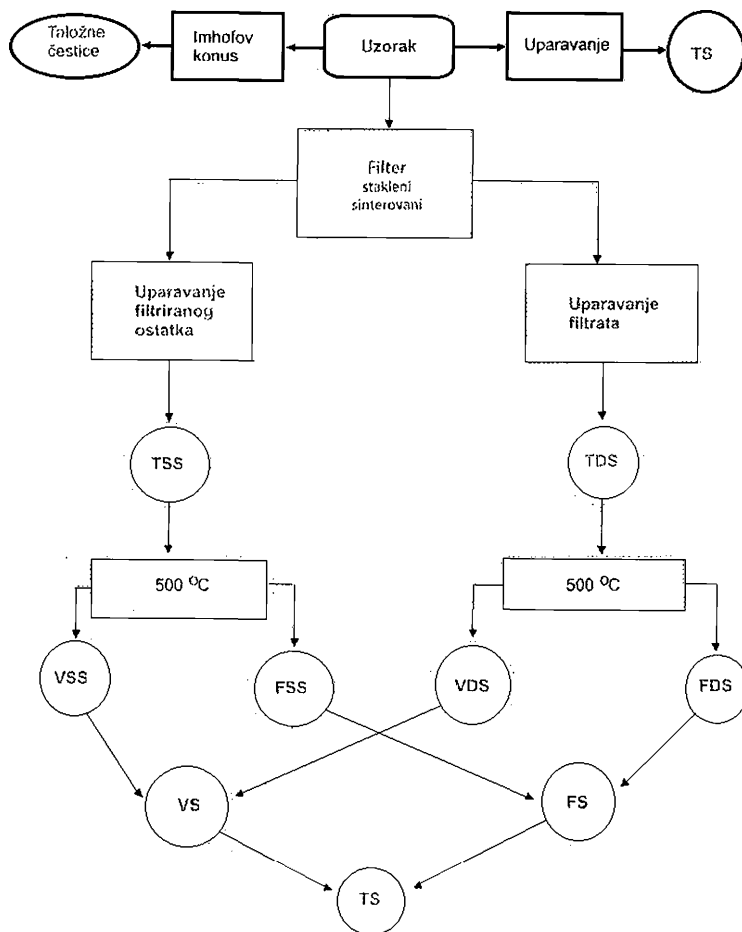 Taložne
čestice
Imhofov
konus
Uzorak
Uparavanje
TS
Filter
stakleni
sinterovani
Uparavanje
filtriranog
ostatka
Uparavanje
filtrata
TSS
TDS
500 °C
500 °C
VSS
FSS
VDS
FDS
VS
FS
TS